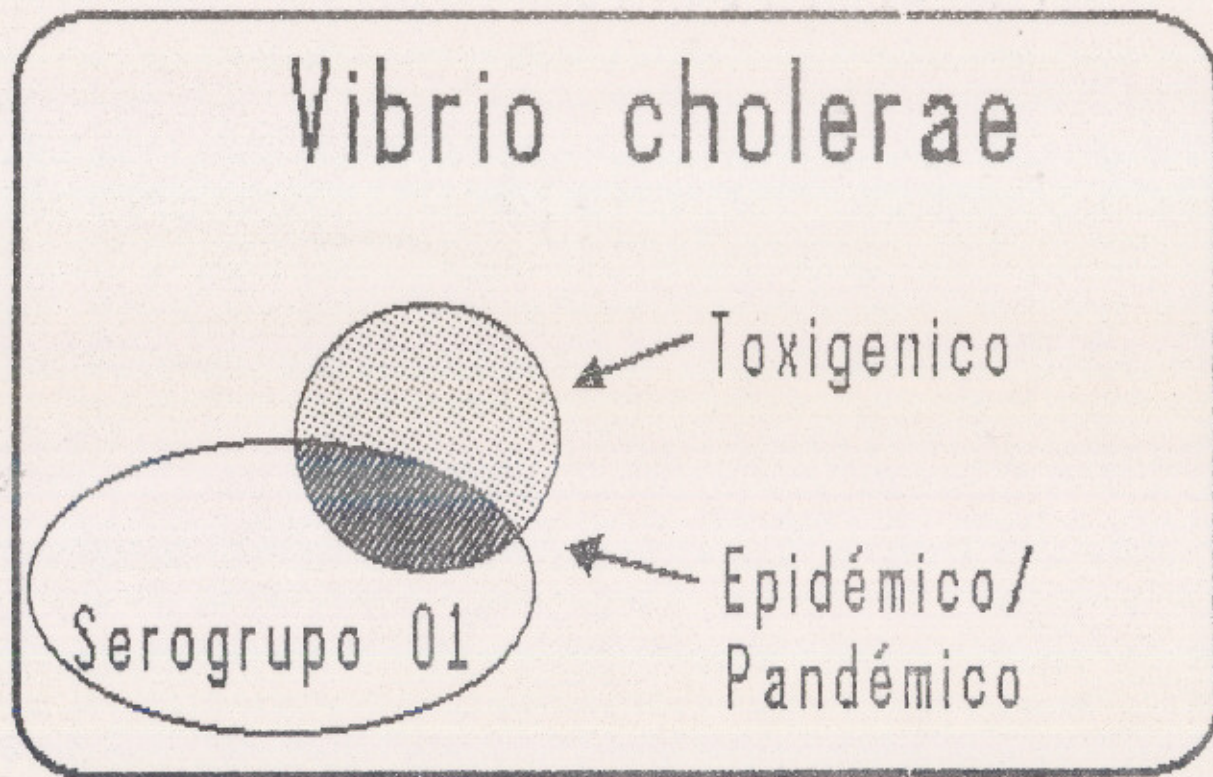 Vibrio cholerae
Toxigenico
Epidémico/
Pandémico
Serogrupo 01